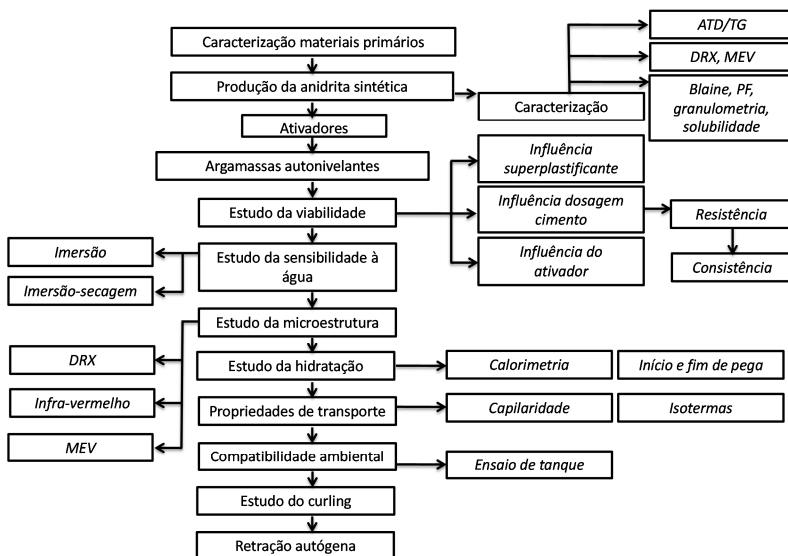 Caracterização materiais primários
Produção da anidrita sintética
Caracterização
ATD/TG
DRX, MEV
Blaine, PF,
granulometria,
solubilidade
Ativadores
Argamassas autonivelantes
Estudo da viabilidade
Influência
superplastificante
Influência dosagem
cimento
Influência do
ativador
Resistência
Consistência
Estudo da sensibilidade à
água
Imersão
Imersão-secagem
Estudo da microestrutura
DRX
Infra-vermelho
MEV
Estudo da hidratação
Calorimetria
Início e fim de pega
Propriedades de transporte
Capilaridade
Isotermas
Compatibilidade ambiental
Ensaio de tanque
Estudo do curling
Retração autógena